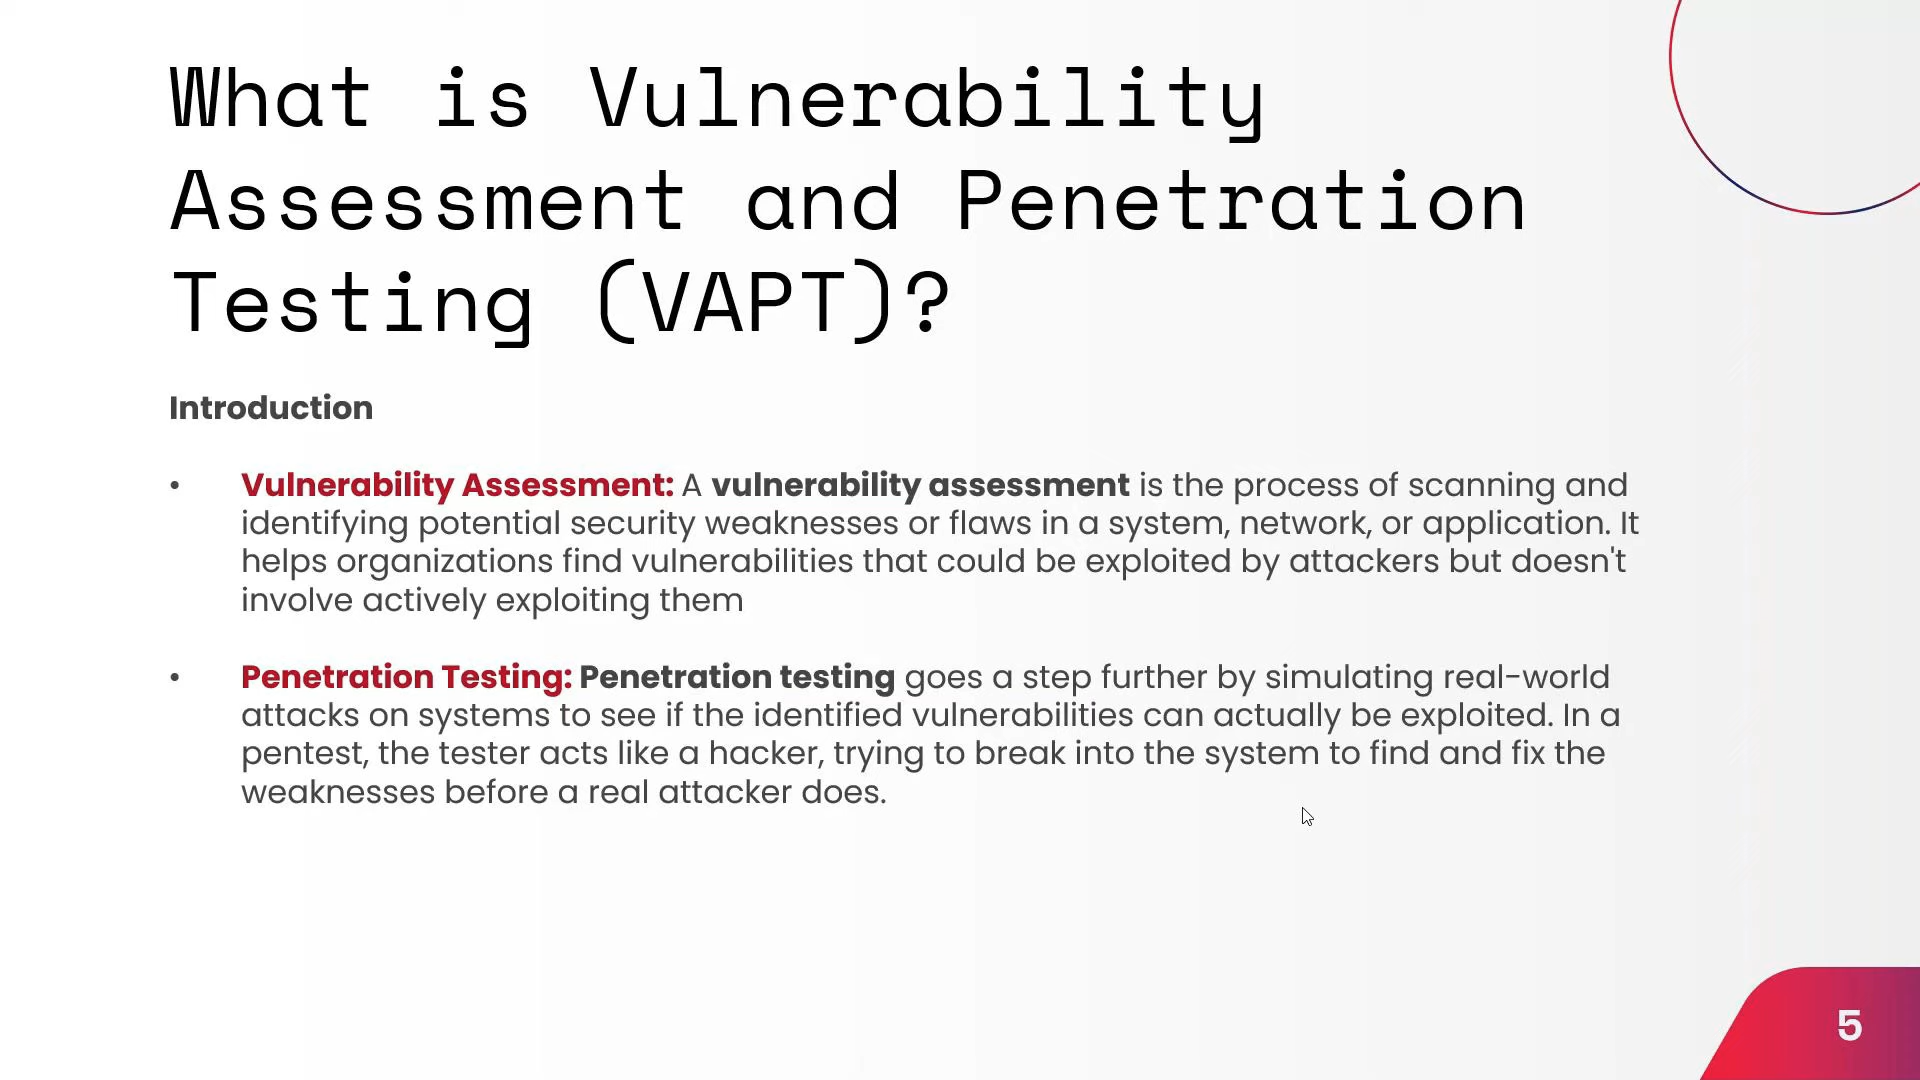 What is Vulnerability
Assessment and Penetration
Testing (VAPT)?
Introduction
• Vulnerability Assessment: A vulnerability assessment is the process of scanning and
identifying potential security weaknesses or flaws in a system, network, or application. It
helps organizations find vulnerabilities that could be exploited by attackers but doesn't
involve actively exploiting them
• Penetration Testing: Penetration testing goes a step further by simulating real-world
attacks on systems to see if the identified vulnerabilities can actually be exploited. In a
pentest, the tester acts like a hacker, trying to break into the system to find and fix the
weaknesses before a real attacker does.
5